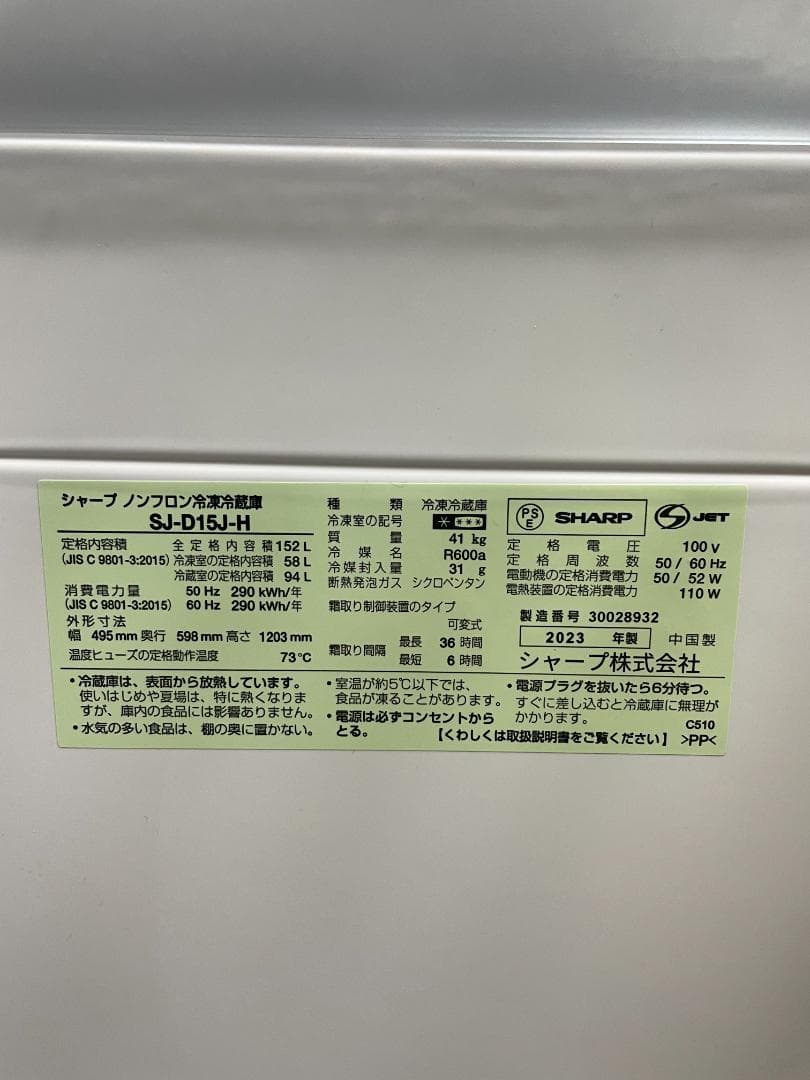 シャープ ノンフロン冷凍冷蔵庫
SJ-D15J-H
定格内容積 全定格内容積 152 L
(JIS C 9801-3:2015) 冷凍室の定格内容積 58 L
冷蔵室の定格内容積 94 L
消費電力量 50 Hz 290 kWh/年
(JIS C 9801-3:2015) 60 Hz 290 kWh/年
外形寸法
幅 495 mm 奥行 598 mm 高さ 1203 mm
温度ヒューズの定格動作温度 73℃
種類 冷凍冷蔵庫
冷凍室の記号 ****
質量 41 kg
冷媒名 R600a
冷媒封入量 31 g
断熱発泡ガス シクロペンタン
霜取り制御装置のタイプ
可変式
霜取り間隔 最長 36 時間
最短 6 時間
PSE SHARP JET
定格電圧 100 V
定格周波数 50 / 60 Hz
電動機の定格消費電力 50 / 52 W
電熱装置の定格消費電力 110 W
製造番号 30028932
2023 年製 中国製
シャープ株式会社
・冷蔵庫は、表面から放熱しています。
使いはじめや夏場は、特に熱くなりま
すが、庫内の食品には影響ありません。
・水気の多い食品は、棚の奥に置かない。
・室温が約5℃以下では、
食品が凍ることがあります。
・電源は必ずコンセントから
とる。
・電源プラグを抜いたら6分待つ。
すぐに差し込むと冷蔵庫に無理が
かかります。
C510
【くわしくは取扱説明書をご覧ください】 >PP<